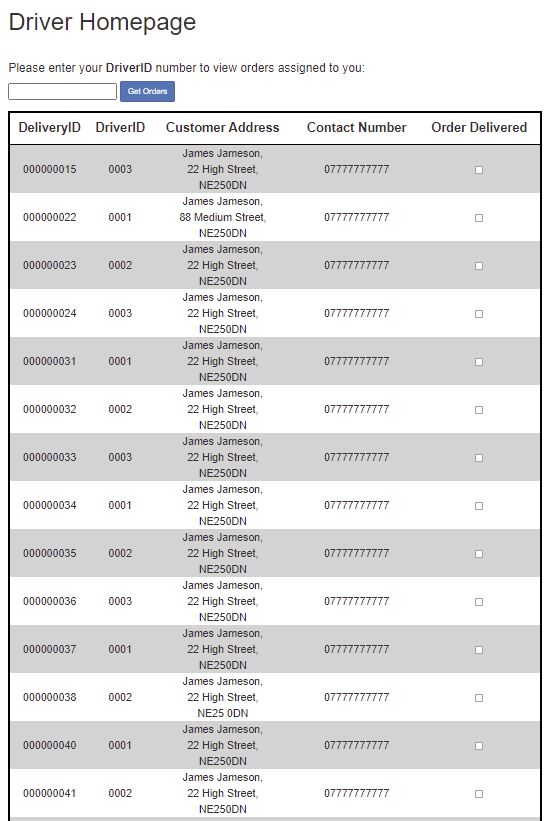 Driver Homepage
Please enter your DriverID number to view orders assigned to you:
Get Orders
DeliveryID DriverID Customer Address Contact Number Order Delivered
James Jameson,
000000015 0003 22 High Street, 07777777777
NE250DN
James Jameson,
000000022 0001 88 Medium Street, 07777777777
NE250DN
James Jameson,
000000023 0002 22 High Street, 07777777777
NE250DN
James Jameson,
000000024 0003 22 High Street, 07777777777
NE250DN
James Jameson,
000000031 0001 22 High Street, 07777777777
NE250DN
James Jameson,
000000032 0002 22 High Street, 07777777777
NE250DN
James Jameson,
000000033 0003 22 High Street, 07777777777
NE250DN
James Jameson,
000000034 0001 22 High Street, 07777777777
NE250DN
James Jameson,
000000035 0002 22 High Street, 07777777777
NE250DN
James Jameson,
000000036 0003 22 High Street, 07777777777
NE250DN
James Jameson,
000000037 0001 22 High Street, 07777777777
NE250DN
James Jameson,
000000038 0002 22 High Street, 07777777777
NE25 0DN
James Jameson,
000000040 0001 22 High Street, 07777777777
NE250DN
James Jameson,
000000041 0002 22 High Street, 07777777777
NE250DN